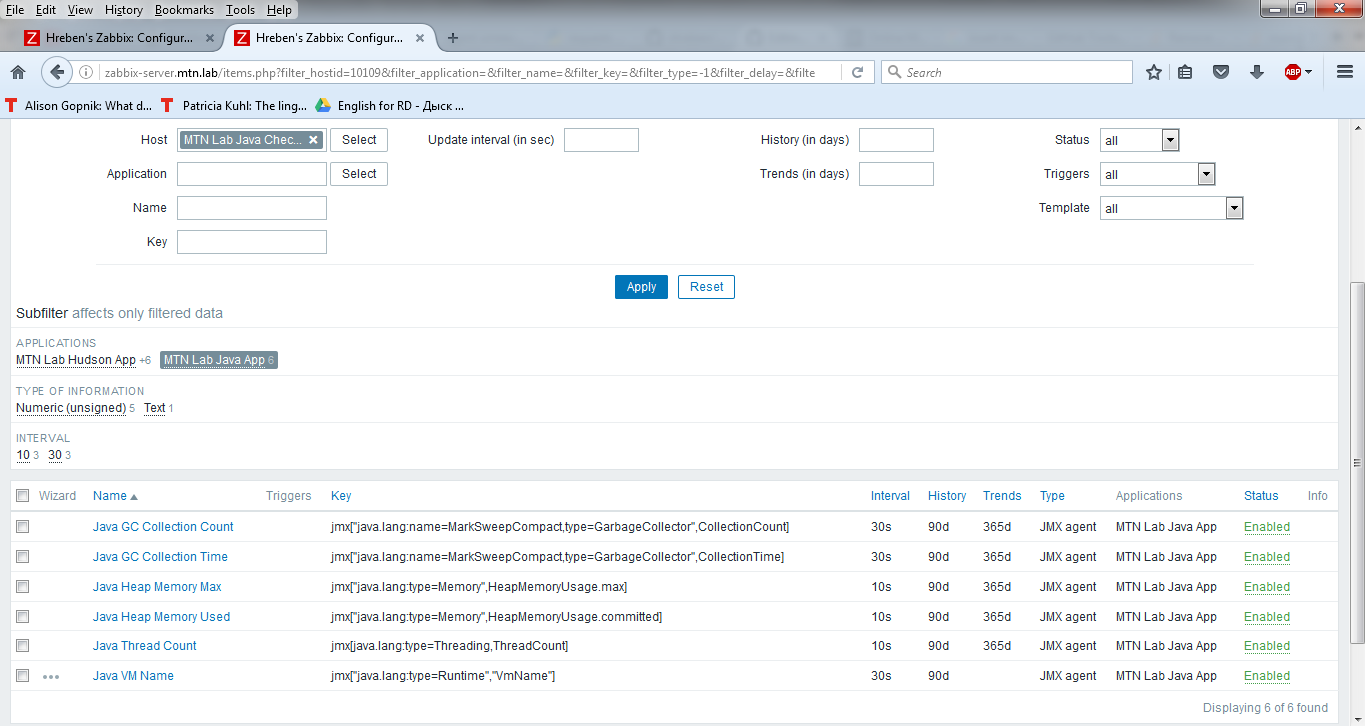 File Edit View History Bookmarks Tools Help
Hreben's Zabbix: Configur... × Hreben's Zabbix: Configur... × +
zabbix-server.mtn.lab/items.php?filter_hostid=10109&filter_application=&filter_name=&filter_key=&filter_type=-1&filter_delay=&filte Search ABP
Alison Gopnik: What d... Patricia Kuhl: The ling... English for RD - Дыск ...
Host MTN Lab Java Chec... × Select Update interval (in sec) History (in days) Status all
Application Select Trends (in days) Triggers all
Name Template all
Key
Apply Reset
Subfilter affects only filtered data
APPLICATIONS
MTN Lab Hudson App +6 MTN Lab Java App 6
TYPE OF INFORMATION
Numeric (unsigned) 5 Text 1
INTERVAL
10 3 30 3
Wizard Name Triggers Key Interval History Trends Type Applications Status Info
Java GC Collection Count jmx["java.lang:name=MarkSweepCompact,type=GarbageCollector",CollectionCount] 30s 90d 365d JMX agent MTN Lab Java App Enabled
Java GC Collection Time jmx["java.lang:name=MarkSweepCompact,type=GarbageCollector",CollectionTime] 30s 90d 365d JMX agent MTN Lab Java App Enabled
Java Heap Memory Max jmx["java.lang:type=Memory",HeapMemoryUsage.max] 10s 90d 365d JMX agent MTN Lab Java App Enabled
Java Heap Memory Used jmx["java.lang:type=Memory",HeapMemoryUsage.committed] 10s 90d 365d JMX agent MTN Lab Java App Enabled
Java Thread Count jmx[java.lang:type=Threading,ThreadCount] 10s 90d 365d JMX agent MTN Lab Java App Enabled
••• Java VM Name jmx["java.lang:type=Runtime","VmName"] 30s 90d JMX agent MTN Lab Java App Enabled
Displaying 6 of 6 found